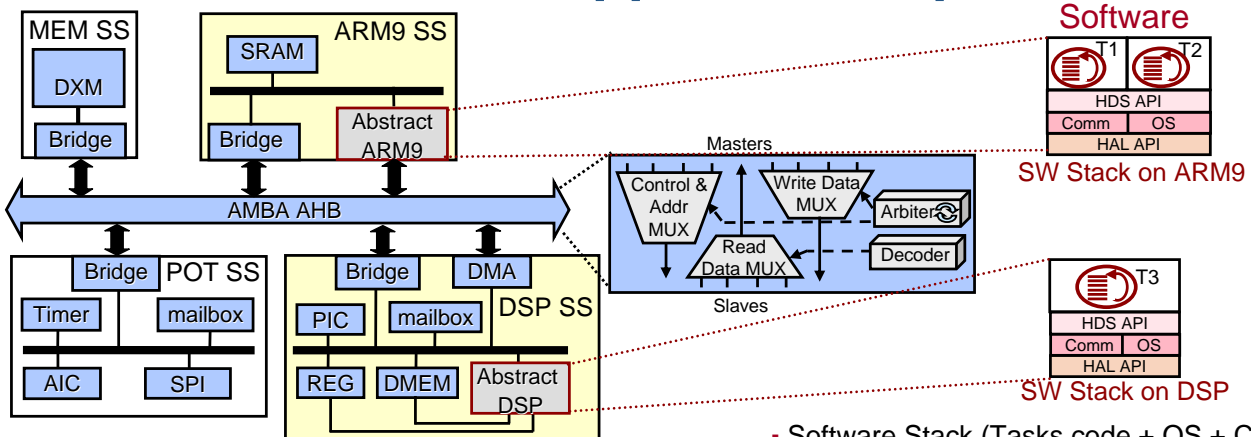 MEM SS
DXM
Bridge
ARM9 SS
SRAM
Bridge
Abstract
ARM9
AMBA AHB
Bridge
POT SS
Timer
mailbox
AIC
SPI
Bridge
DMA
DSP SS
PIC
mailbox
REG
DMEM
Abstract
DSP
Masters
Control &
Addr
MUX
Write Data
MUX
Arbiter
Read
Data MUX
Decoder
Slaves
Software
T1
T2
HDS API
Comm
OS
HAL API
SW Stack on ARM9
T3
HDS API
Comm
OS
HAL API
SW Stack on DSP
- Software Stack (Tasks code + OS + C